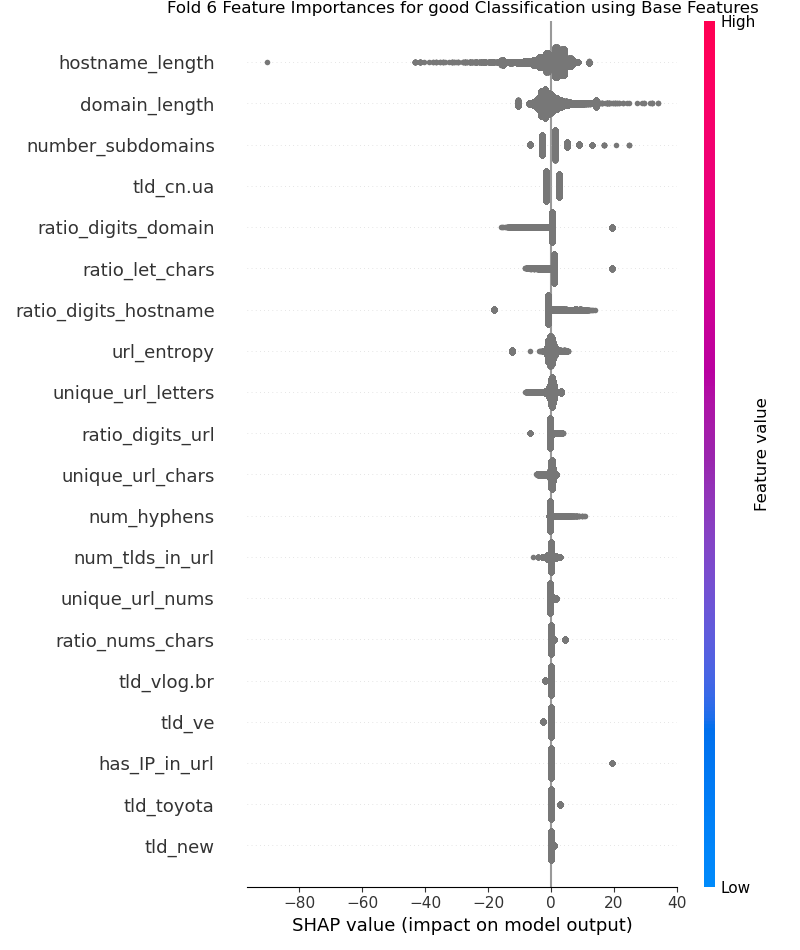 Fold 6 Feature Importances for good Classification using Base Features
High
hostname_length
domain_length
number_subdomains
tld_cn.ua
ratio_digits_domain
ratio_let_chars
ratio_digits_hostname
url_entropy
unique_url_letters
ratio_digits_url
unique_url_chars
num_hyphens
num_tlds_in_url
unique_url_nums
ratio_nums_chars
tld_vlog.br
tld_ve
has_IP_in_url
tld_toyota
tld_new
Feature value
Low
−80 −60 −40 −20 0 20 40
SHAP value (impact on model output)